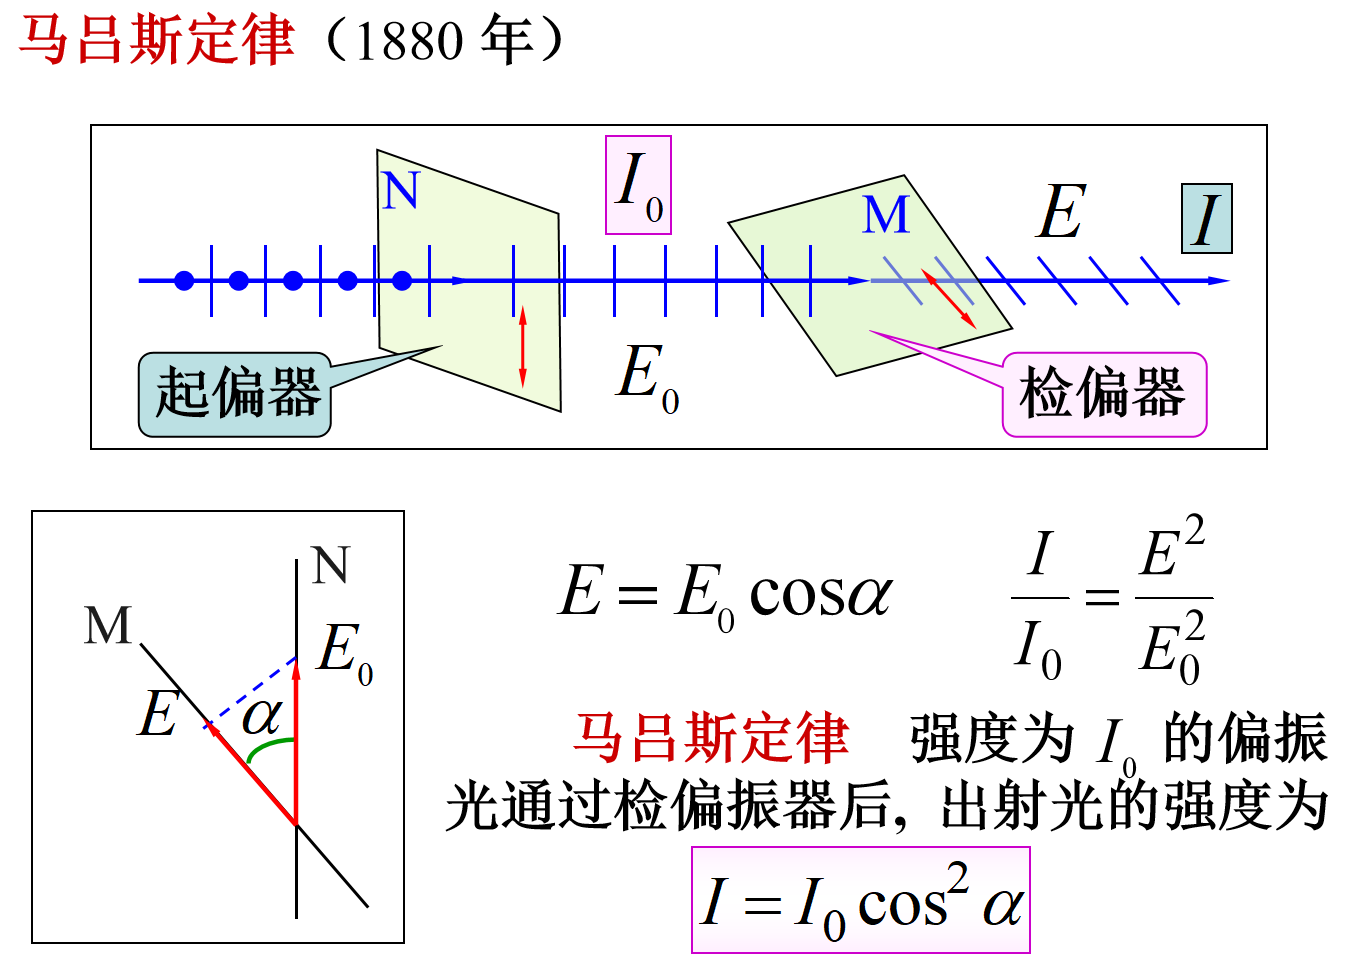 马吕斯定律（1880 年）
N
I₀
M
E
I
起偏器
E₀
检偏器
N
M
E₀
E
α
E = E₀ cosα
I/I₀ = E²/E₀²
马吕斯定律 强度为 I₀ 的偏振
光通过检偏振器后，出射光的强度为
I = I₀ cos² α